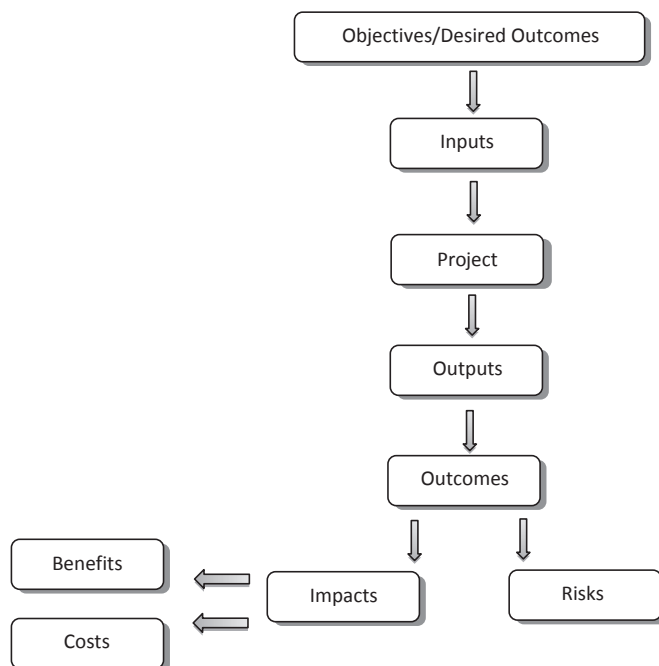 Objectives/Desired Outcomes
Inputs
Project
Outputs
Outcomes
Benefits
Impacts
Risks
Costs